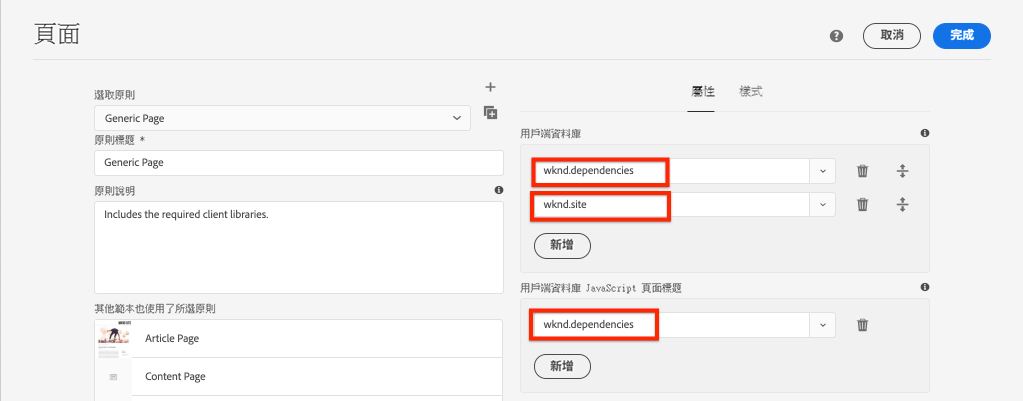 頁面
取消
完成
選取原則
Generic Page
原則標題 *
Generic Page
原則說明
Includes the required client libraries.
其他範本也使用了所選原則
Article Page
Content Page
屬性
樣式
用戶端資料庫
wknd.dependencies
wknd.site
新增
用戶端資料庫 JavaScript 頁面標題
wknd.dependencies
新增